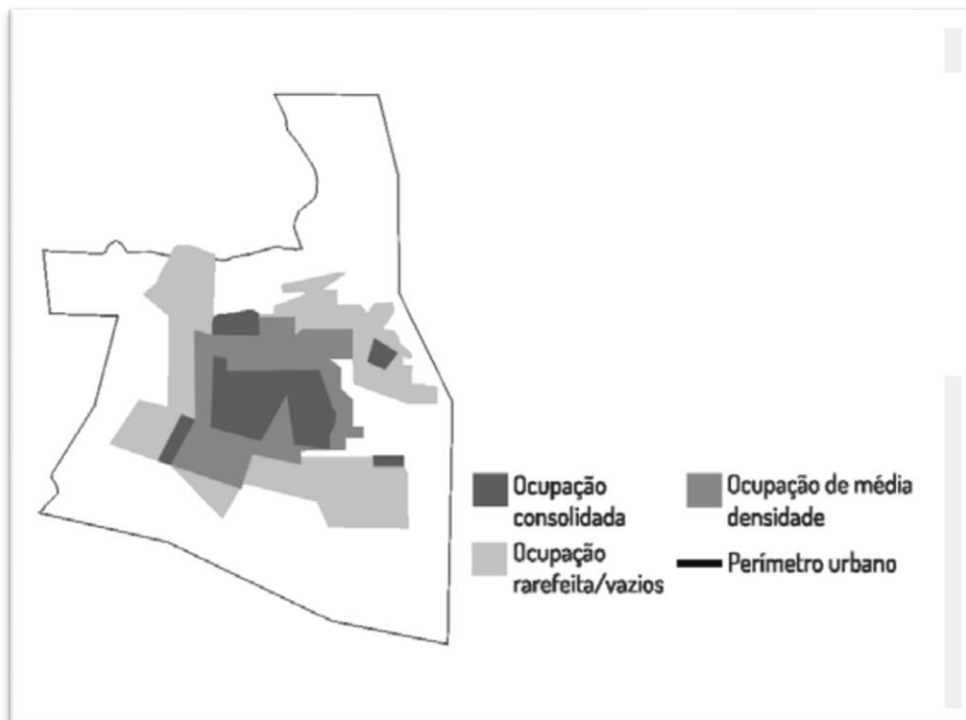 Ocupação
consolidada
Ocupação de média
densidade
Ocupação
rarefeita/vazios
Perímetro urbano